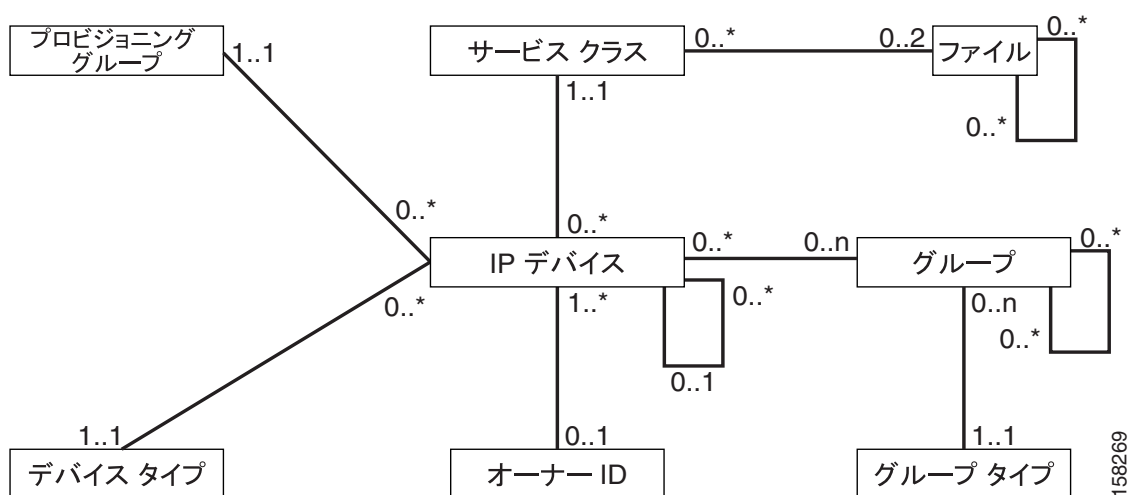 プロビジョニング
グループ
1..1
サービス クラス
0..*
0..2
ファイル
0..*
1..1
0..*
0..*
0..*
IP デバイス
0..*
0..n
グループ
0..*
0..*
1..*
0..*
0..n
0..*
0..1
1..1
0..1
1..1
デバイス タイプ
オーナー ID
グループ タイプ
158269